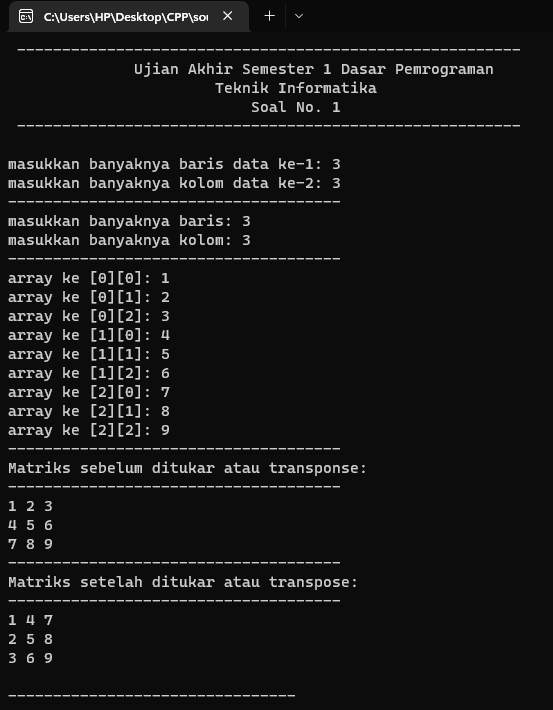 C:\Users\HP\Desktop\CPP\sou
------------------------------------------------------
Ujian Akhir Semester 1 Dasar Pemrograman
Teknik Informatika
Soal No. 1
------------------------------------------------------
masukkan banyaknya baris data ke-1: 3
masukkan banyaknya kolom data ke-2: 3
-------------------------------------
masukkan banyaknya baris: 3
masukkan banyaknya kolom: 3
-------------------------------------
array ke [0][0]: 1
array ke [0][1]: 2
array ke [0][2]: 3
array ke [1][0]: 4
array ke [1][1]: 5
array ke [1][2]: 6
array ke [2][0]: 7
array ke [2][1]: 8
array ke [2][2]: 9
-------------------------------------
Matriks sebelum ditukar atau transponse:
-------------------------------------
1 2 3
4 5 6
7 8 9
-------------------------------------
Matriks setelah ditukar atau transpose:
-------------------------------------
1 4 7
2 5 8
3 6 9
--------------------------------